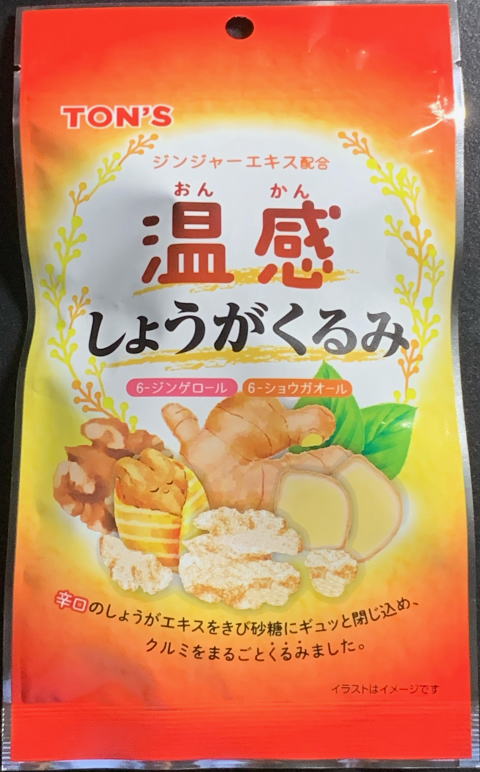 TON'S
ジンジャーエキス配合
おん かん
温感
しょうがくるみ
6-ジンゲロール 6-ショウガオール
辛口のしょうがエキスをきび砂糖にギュッと閉じ込め、
クルミをまるごとくるみました。
イラストはイメージです